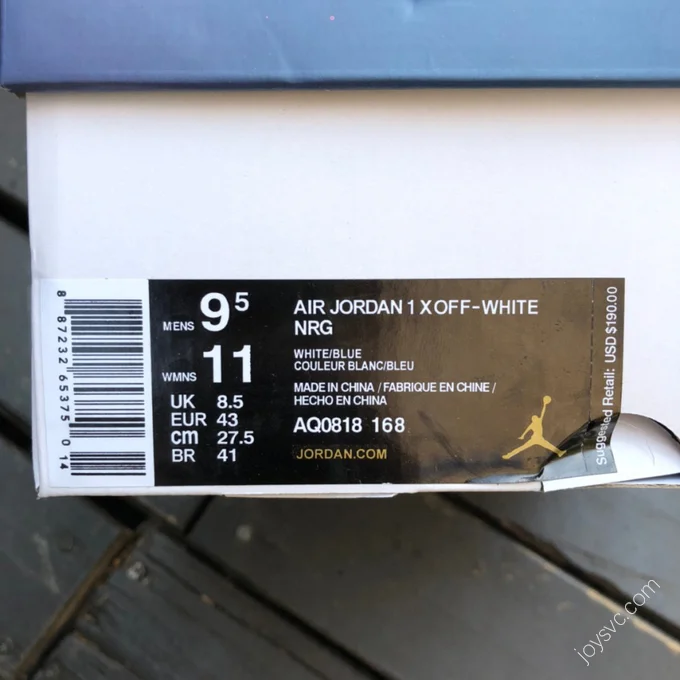 8 87232 65375 0 14
MENS 9 5
WMNS 11
UK 8.5
EUR 43
cm 27.5
BR 41
AIR JORDAN 1 X OFF-WHITE
NRG
WHITE/BLUE
COULEUR BLANC/BLEU
MADE IN CHINA / FABRIQUE EN CHINE /
HECHO EN CHINA
AQ0818 168
JORDAN.COM
Suggested Retail: USD $190.00
joysvc.com